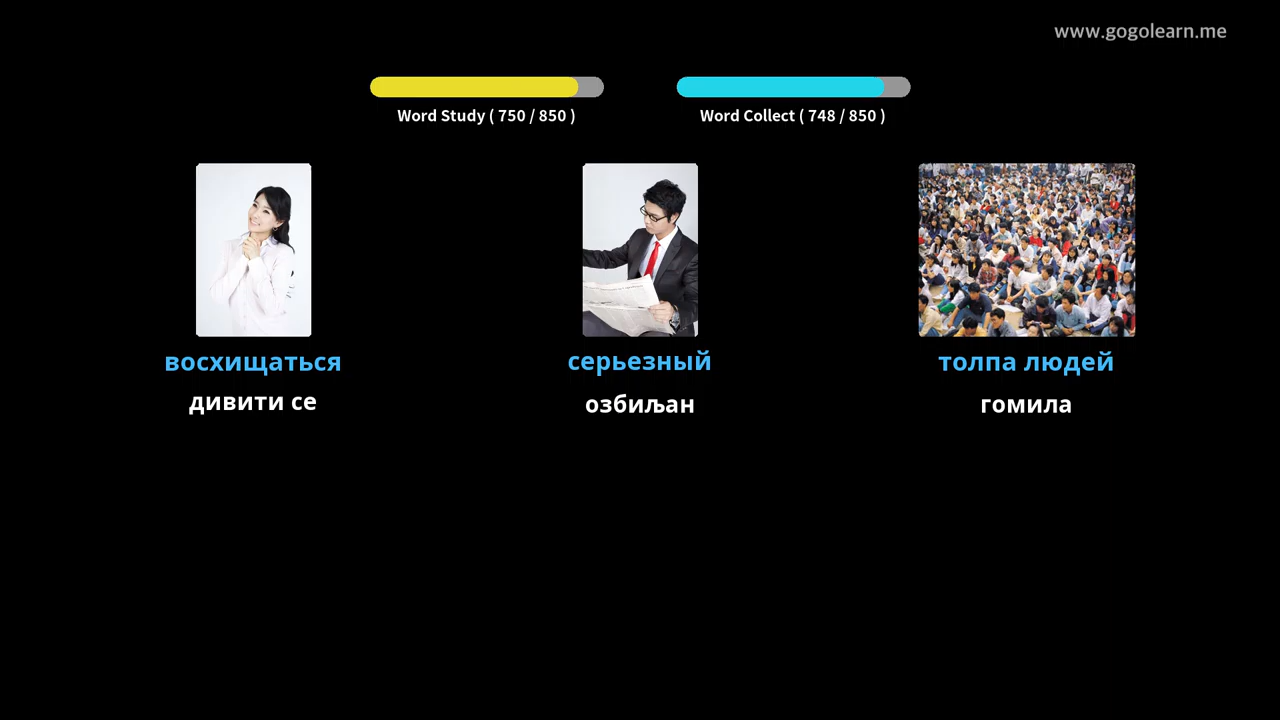 www.gogolearn.me
Word Study ( 750 / 850 )
Word Collect ( 748 / 850 )
восхищаться
серьезный
толпа людей
дивити се
озбиљан
гомила